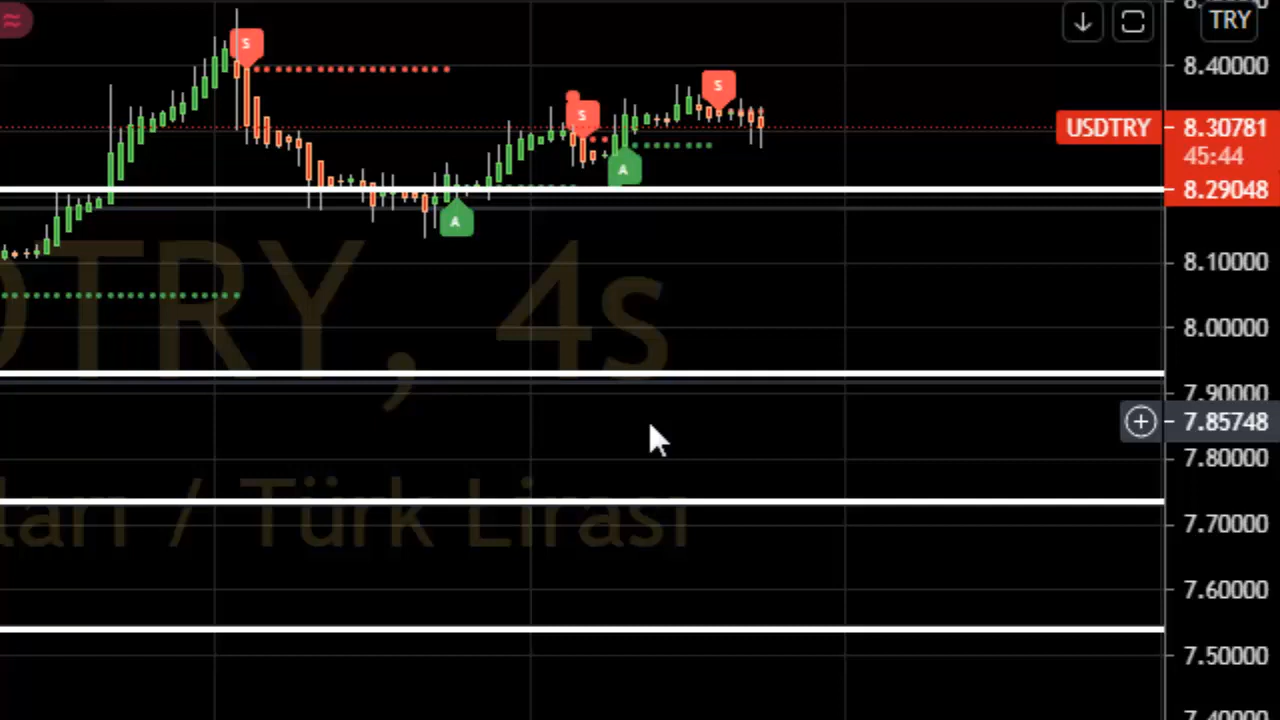 TRY
8.40000
S
S
S
USDTRY 8.30781
45:44
A
8.29048
A
8.10000
TRY, 4s
8.00000
7.90000
7.85748
7.80000
ları / Türk Lirası
7.70000
7.60000
7.50000